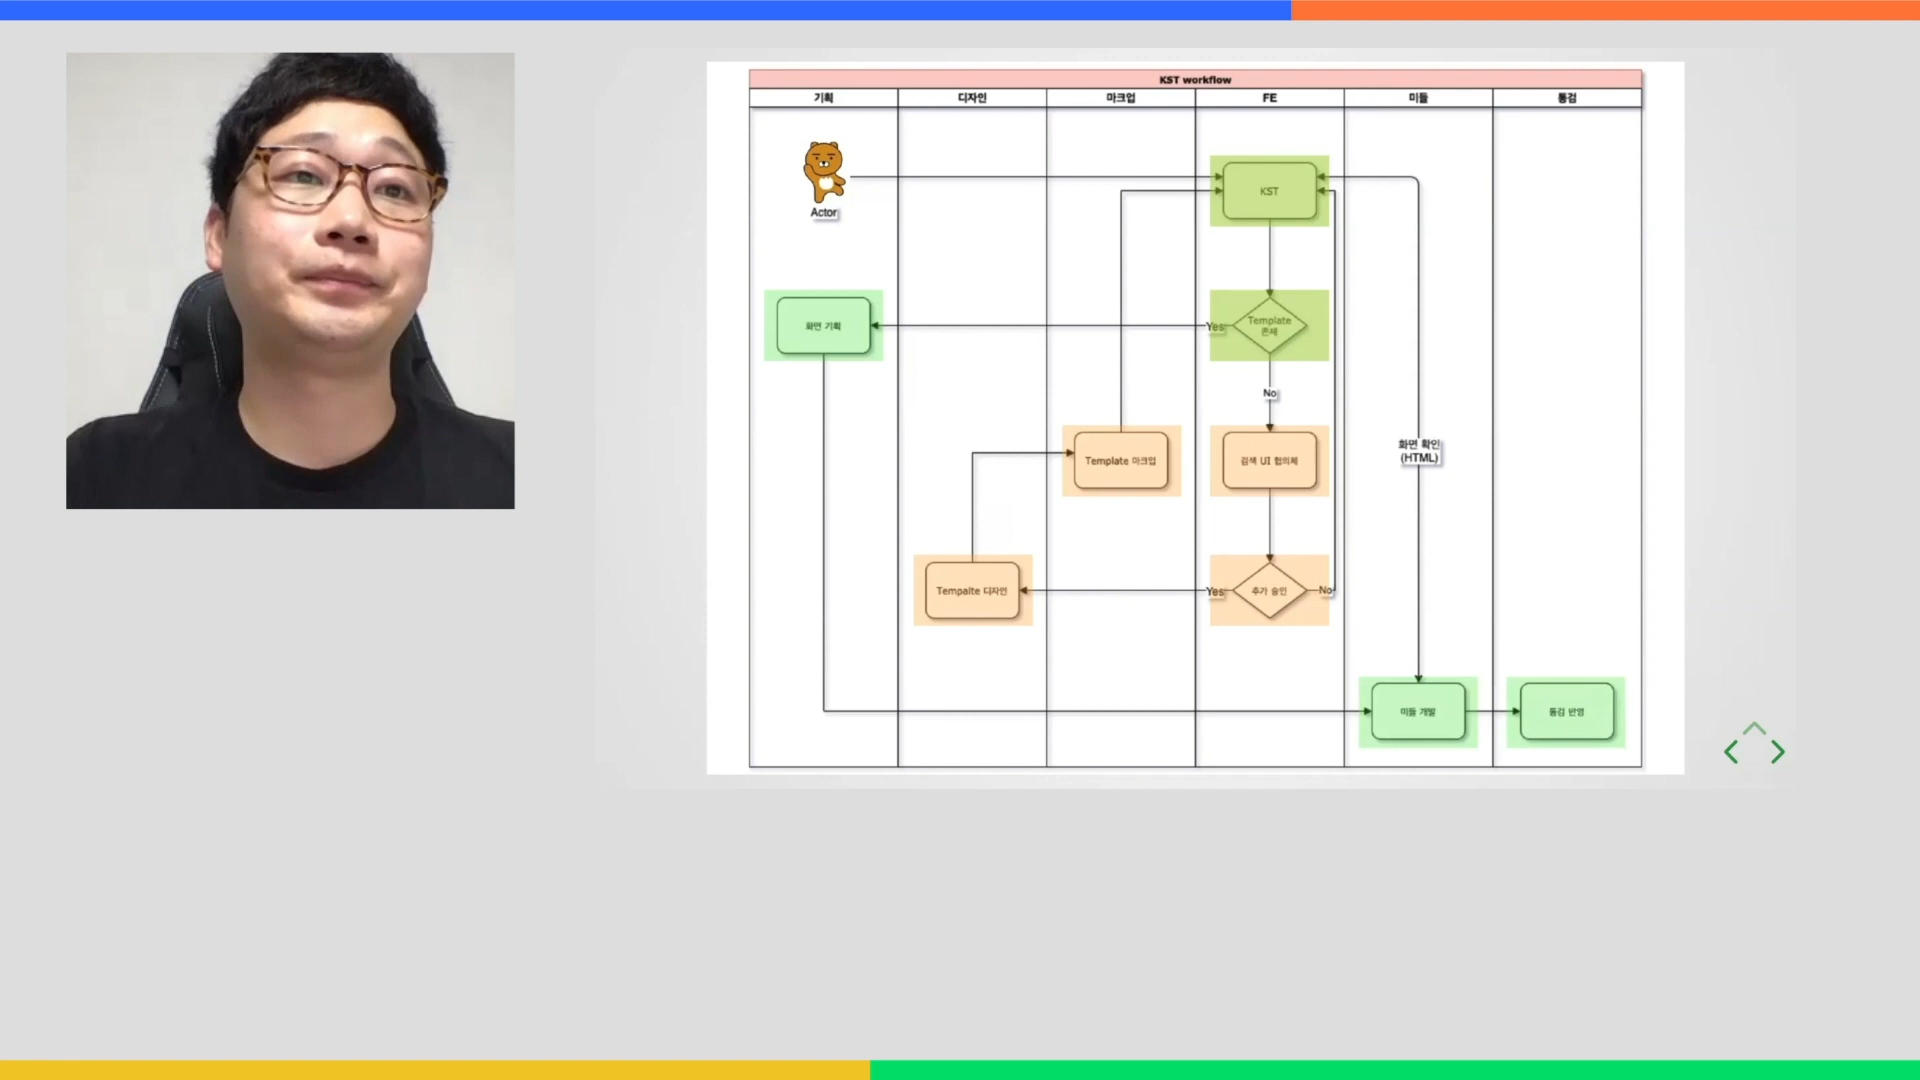 KST workflow
기획
디자인
마크업
FE
미들
통검
Actor
KST
화면 기획
Yes
Template
존재
No
Template 마크업
검색 UI 협의체
화면 확인
(HTML)
Tempalte 디자인
Yes
추가 승인
No
미들 개발
통검 반영